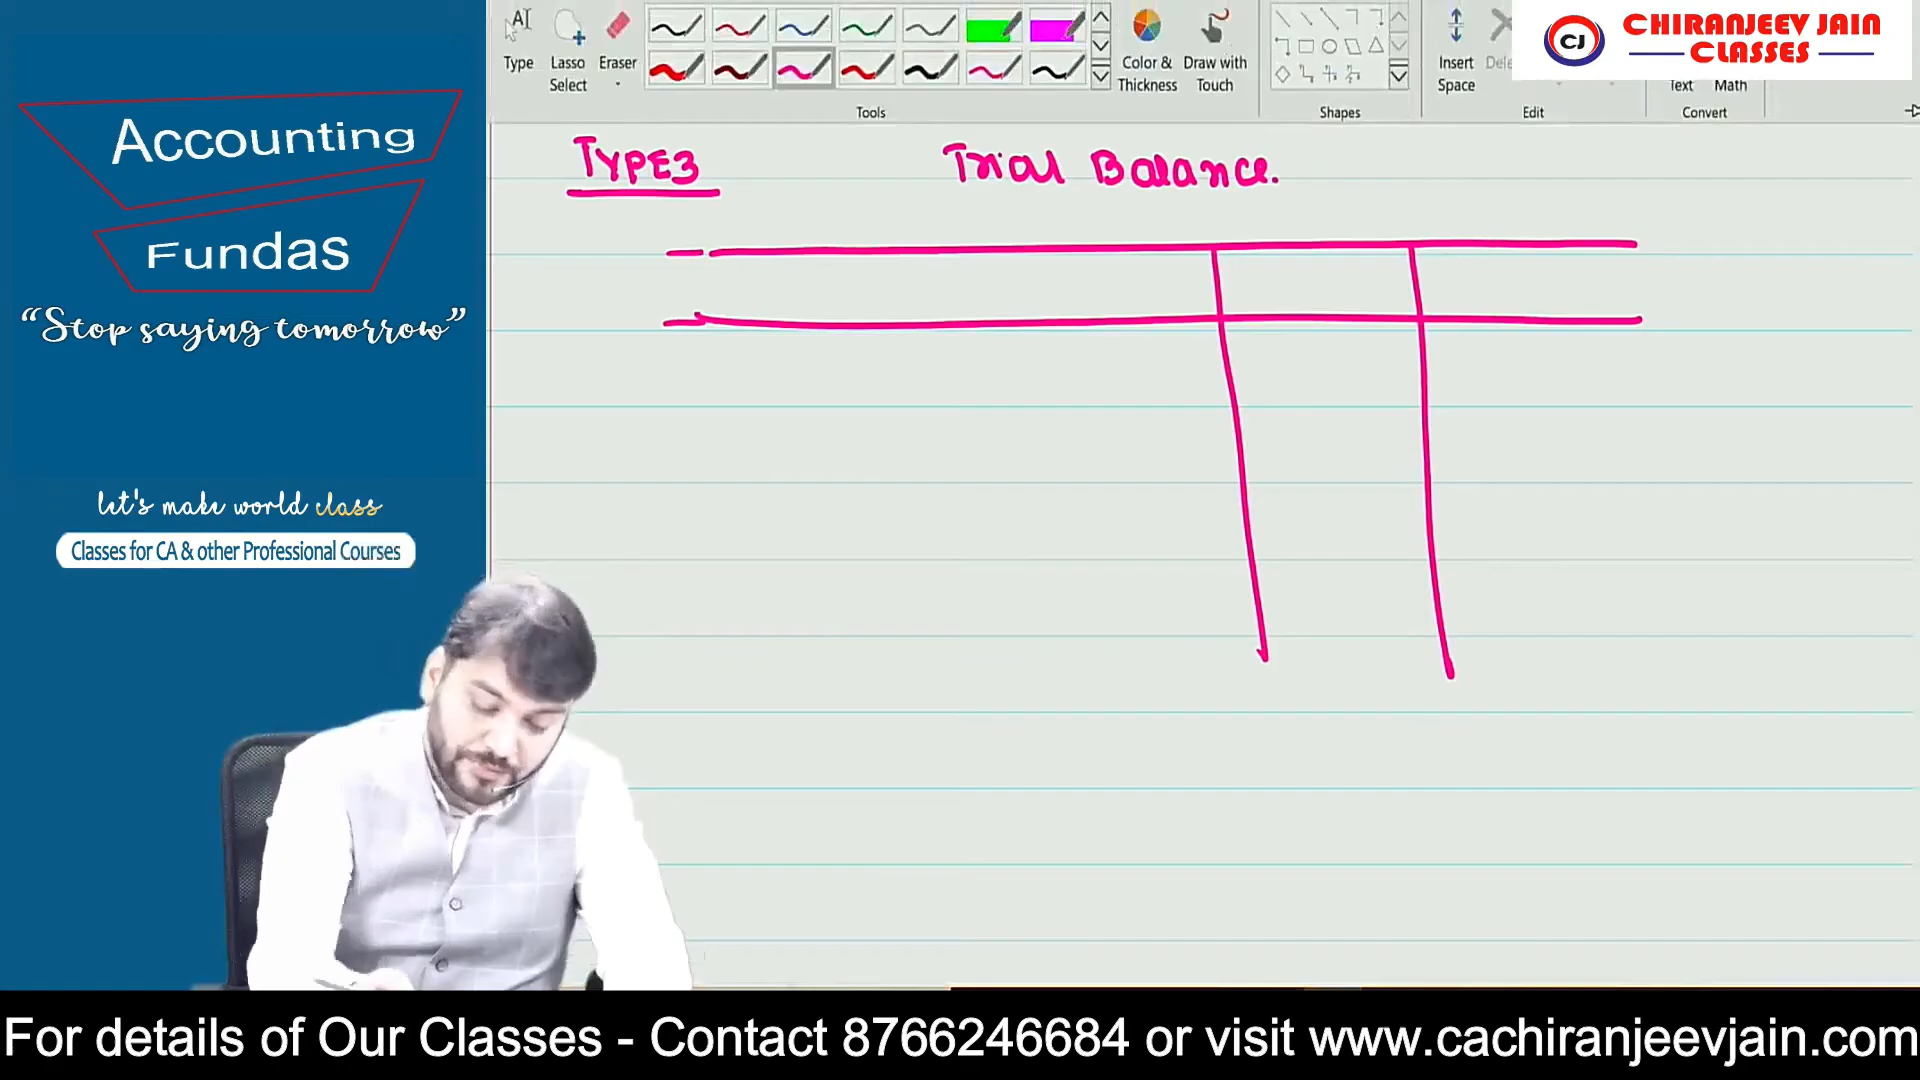 Accounting
Fundas
“Stop saying tomorrow”
let's make world class
Classes for CA & other Professional Courses
Type
Lasso
Select
Eraser
Color &
Thickness
Draw with
Touch
Insert
Space
Dele
Text
Math
Tools
Shapes
Edit
Convert
CJ
CHIRANJEEV JAIN
CLASSES
TYPE3
Trial Balance.
For details of Our Classes - Contact 8766246684 or visit www.cachiranjeevjain.com